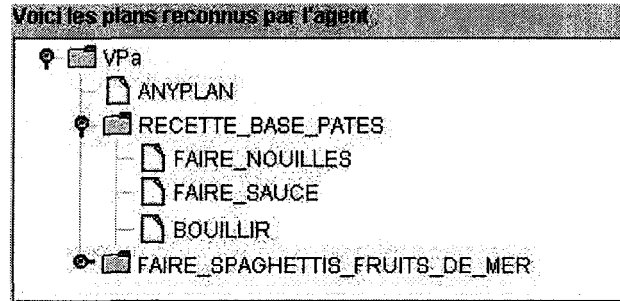 Voici les plans reconnus par l'agent
VPa
ANYPLAN
RECETTE_BASE_PATES
FAIRE_NOUILLES
FAIRE_SAUCE
BOUILLIR
FAIRE_SPAGHETTIS_FRUITS_DE_MER